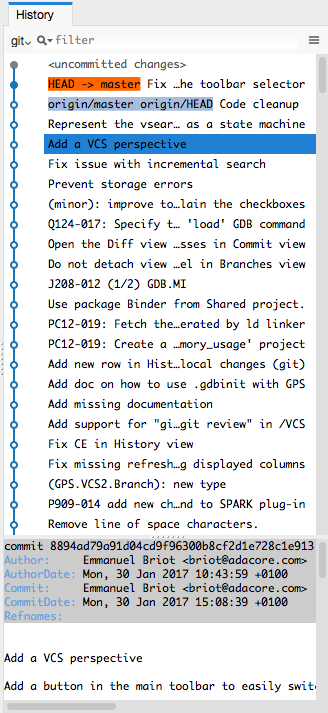 History
git filter
<uncommitted changes>
HEAD -> master Fix ...he toolbar selector
origin/master origin/HEAD Code cleanup
Represent the vsear... as a state machine
Add a VCS perspective
Fix issue with incremental search
Prevent storage errors
(minor): improve to...lain the checkboxes
Q124-017: Specify t... 'load' GDB command
Open the Diff view ...sses in Commit view
Do not detach view ...el in Branches view
J208-012 (1/2) GDB.MI
Use package Binder from Shared project.
PC12-019: Fetch the...erated by ld linker
PC12-019: Create a ...mory_usage' project
Add new row in Hist...local changes (git)
Add doc on how to use .gdbinit with GPS
Add missing documentation
Add support for "gi...git review" in /VCS
Fix CE in History view
Fix missing refresh...g displayed columns
(GPS.VCS2.Branch): new type
P909-014 add new ch...nd to SPARK plug-in
Remove line of space characters.
commit 8894ad79a91d04cd9f96300b8cf2d1e728c1e913
Author: Emmanuel Briot <briot@adacore.com>
AuthorDate: Mon, 30 Jan 2017 10:43:59 +0100
Commit: Emmanuel Briot <briot@adacore.com>
CommitDate: Mon, 30 Jan 2017 15:08:39 +0100
Refnames:
Add a VCS perspective
Add a button in the main toolbar to easily swit